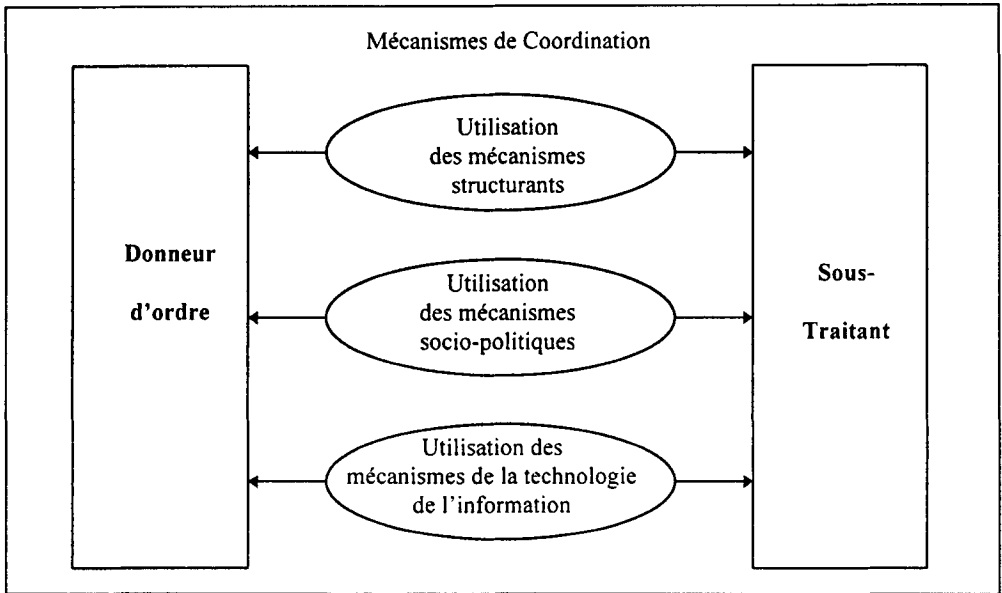 Mécanismes de Coordination
Utilisation
des mécanismes
structurants
Donneur
d'ordre
Utilisation
des mécanismes
socio-politiques
Sous-
Traitant
Utilisation des
mécanismes de la technologie
de l'information